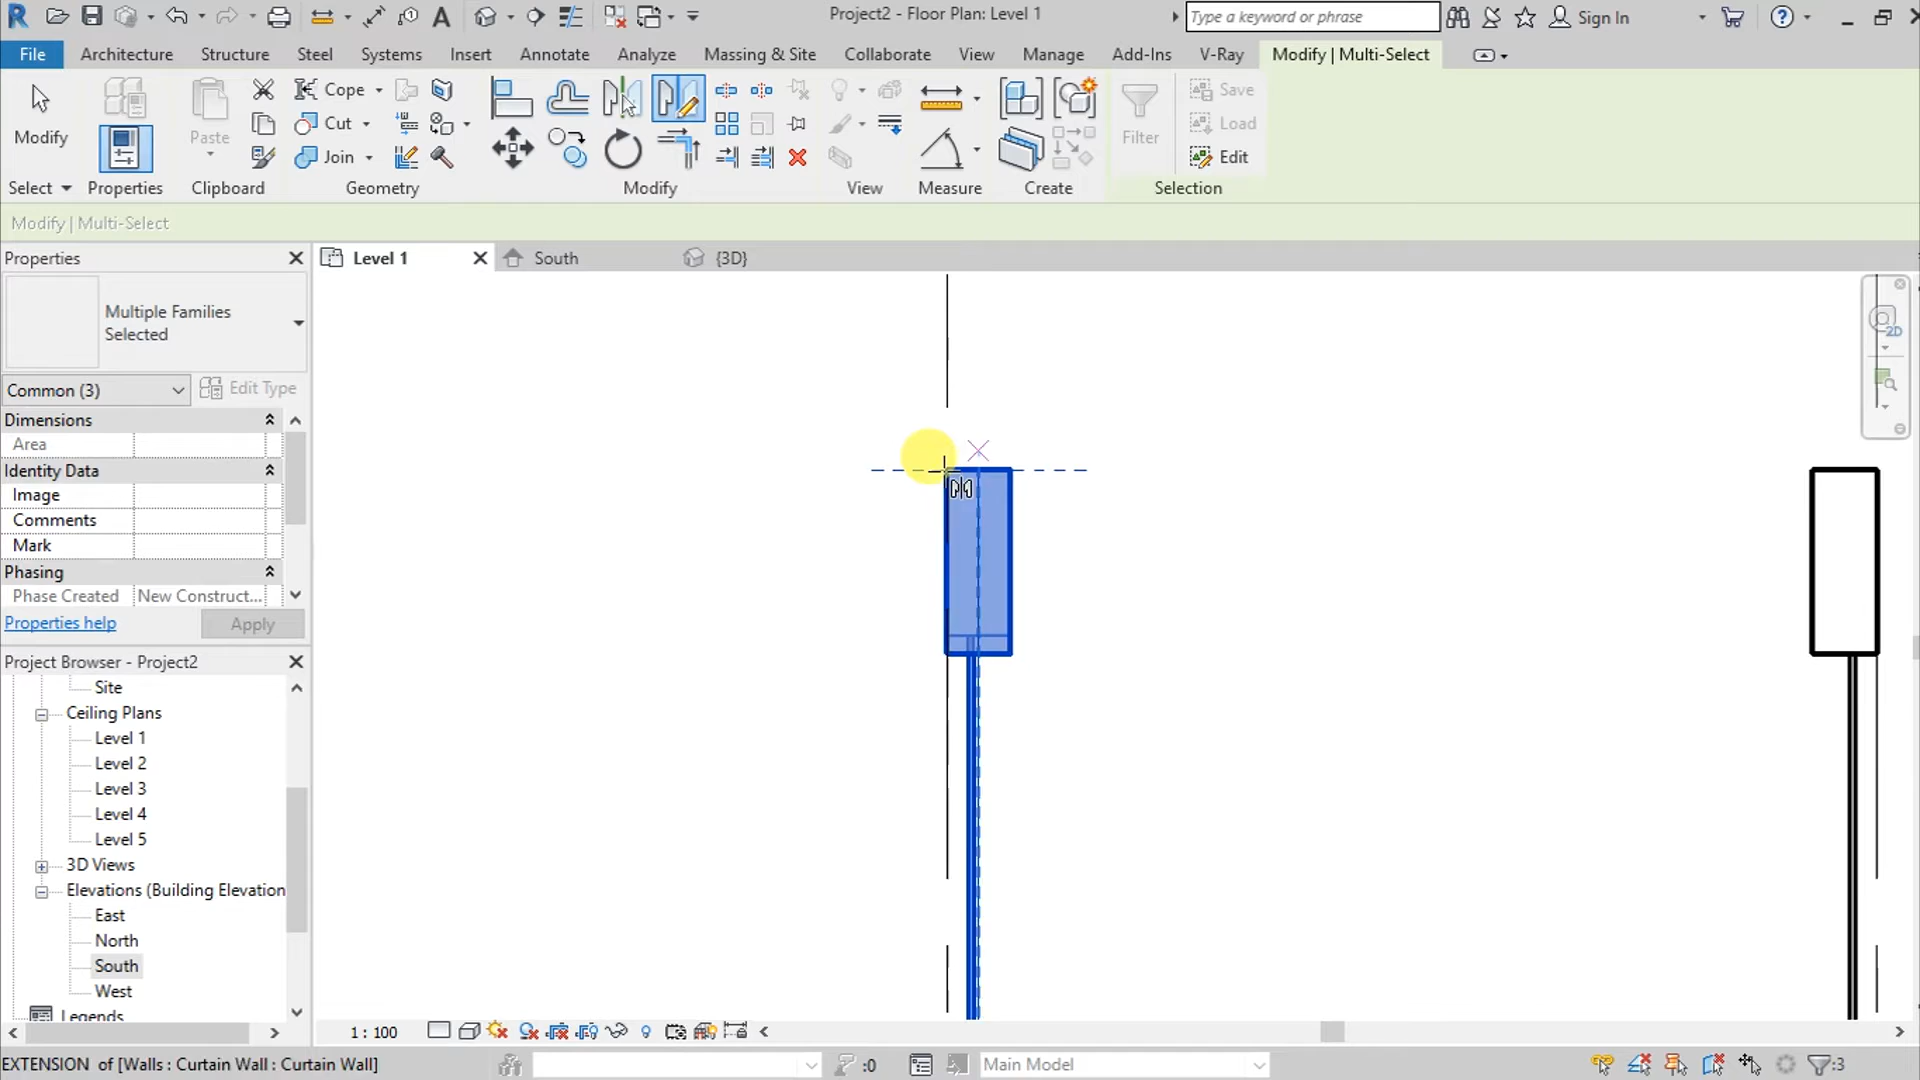 Project2 - Floor Plan: Level 1
Type a keyword or phrase
Sign In
File
Architecture
Structure
Steel
Systems
Insert
Annotate
Analyze
Massing & Site
Collaborate
View
Manage
Add-Ins
V-Ray
Modify | Multi-Select
Modify
Paste
Cope
Cut
Join
Filter
Save
Load
Edit
Select
Properties
Clipboard
Geometry
Modify
View
Measure
Create
Selection
Modify | Multi-Select
Properties
Level 1
South
{3D}
Multiple Families
Selected
Common (3)
Edit Type
Dimensions
Area
Identity Data
Image
Comments
Mark
Phasing
Phase Created
New Construct...
Properties help
Apply
2D
Project Browser - Project2
Site
Ceiling Plans
Level 1
Level 2
Level 3
Level 4
Level 5
3D Views
Elevations (Building Elevation
East
North
South
West
Legends
1 : 100
EXTENSION of [Walls : Curtain Wall : Curtain Wall]
:0
Main Model
:3